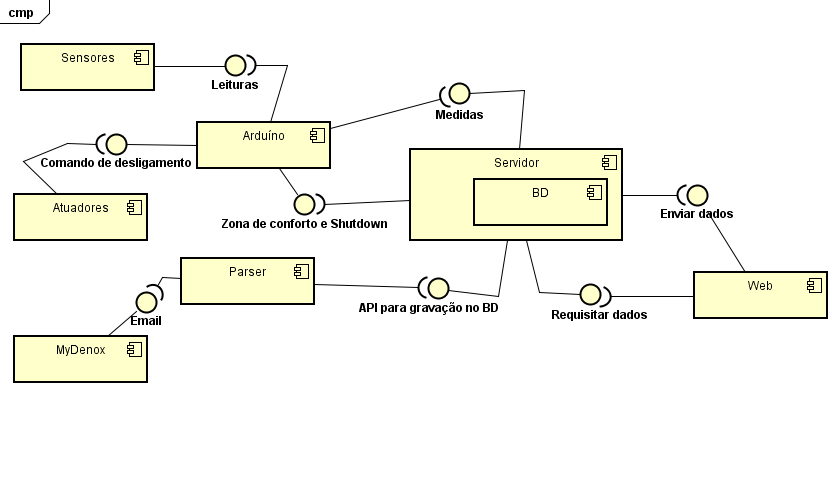 cmp
Sensores
Leituras
Medidas
Arduíno
Comando de desligamento
Servidor
BD
Atuadores
Zona de conforto e Shutdown
Enviar dados
Parser
Web
API para gravação no BD
Requisitar dados
Email
MyDenox